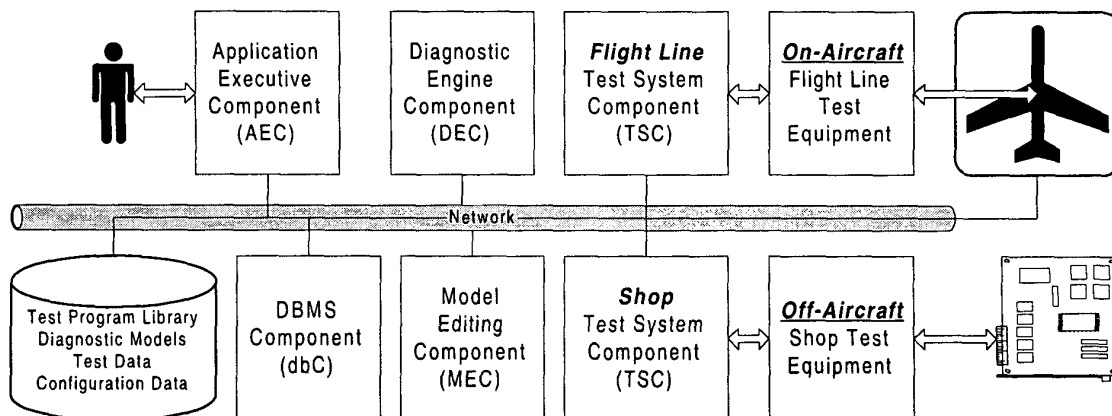 Application
Executive
Component
(AEC)
Diagnostic
Engine
Component
(DEC)
Flight Line
Test System
Component
(TSC)
On-Aircraft
Flight Line
Test
Equipment
Network
Test Program Library
Diagnostic Models
Test Data
Configuration Data
DBMS
Component
(dbC)
Model
Editing
Component
(MEC)
Shop
Test System
Component
(TSC)
Off-Aircraft
Shop Test
Equipment